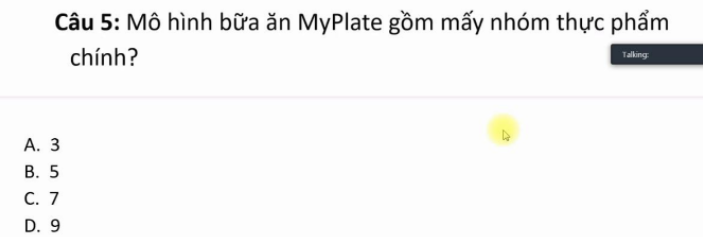 Câu 5: Mô hình bữa ăn MyPlate gồm mấy nhóm thực phẩm
chính?
Talking:
A. 3
B. 5
C. 7
D. 9